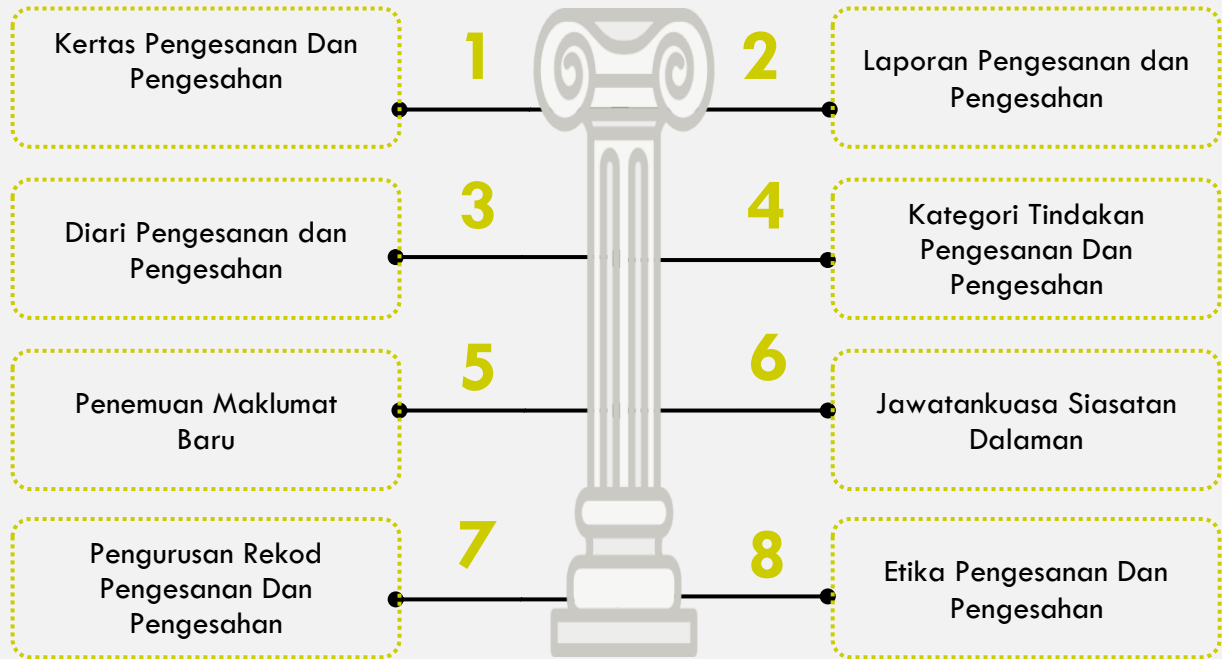 1
Kertas Pengesanan Dan
Pengesahan
2
Laporan Pengesanan dan
Pengesahan
3
Diari Pengesanan dan
Pengesahan
4
Kategori Tindakan
Pengesanan Dan
Pengesahan
5
Penemuan Maklumat
Baru
6
Jawatankuasa Siasatan
Dalaman
7
Pengurusan Rekod
Pengesanan Dan
Pengesahan
8
Etika Pengesanan Dan
Pengesahan